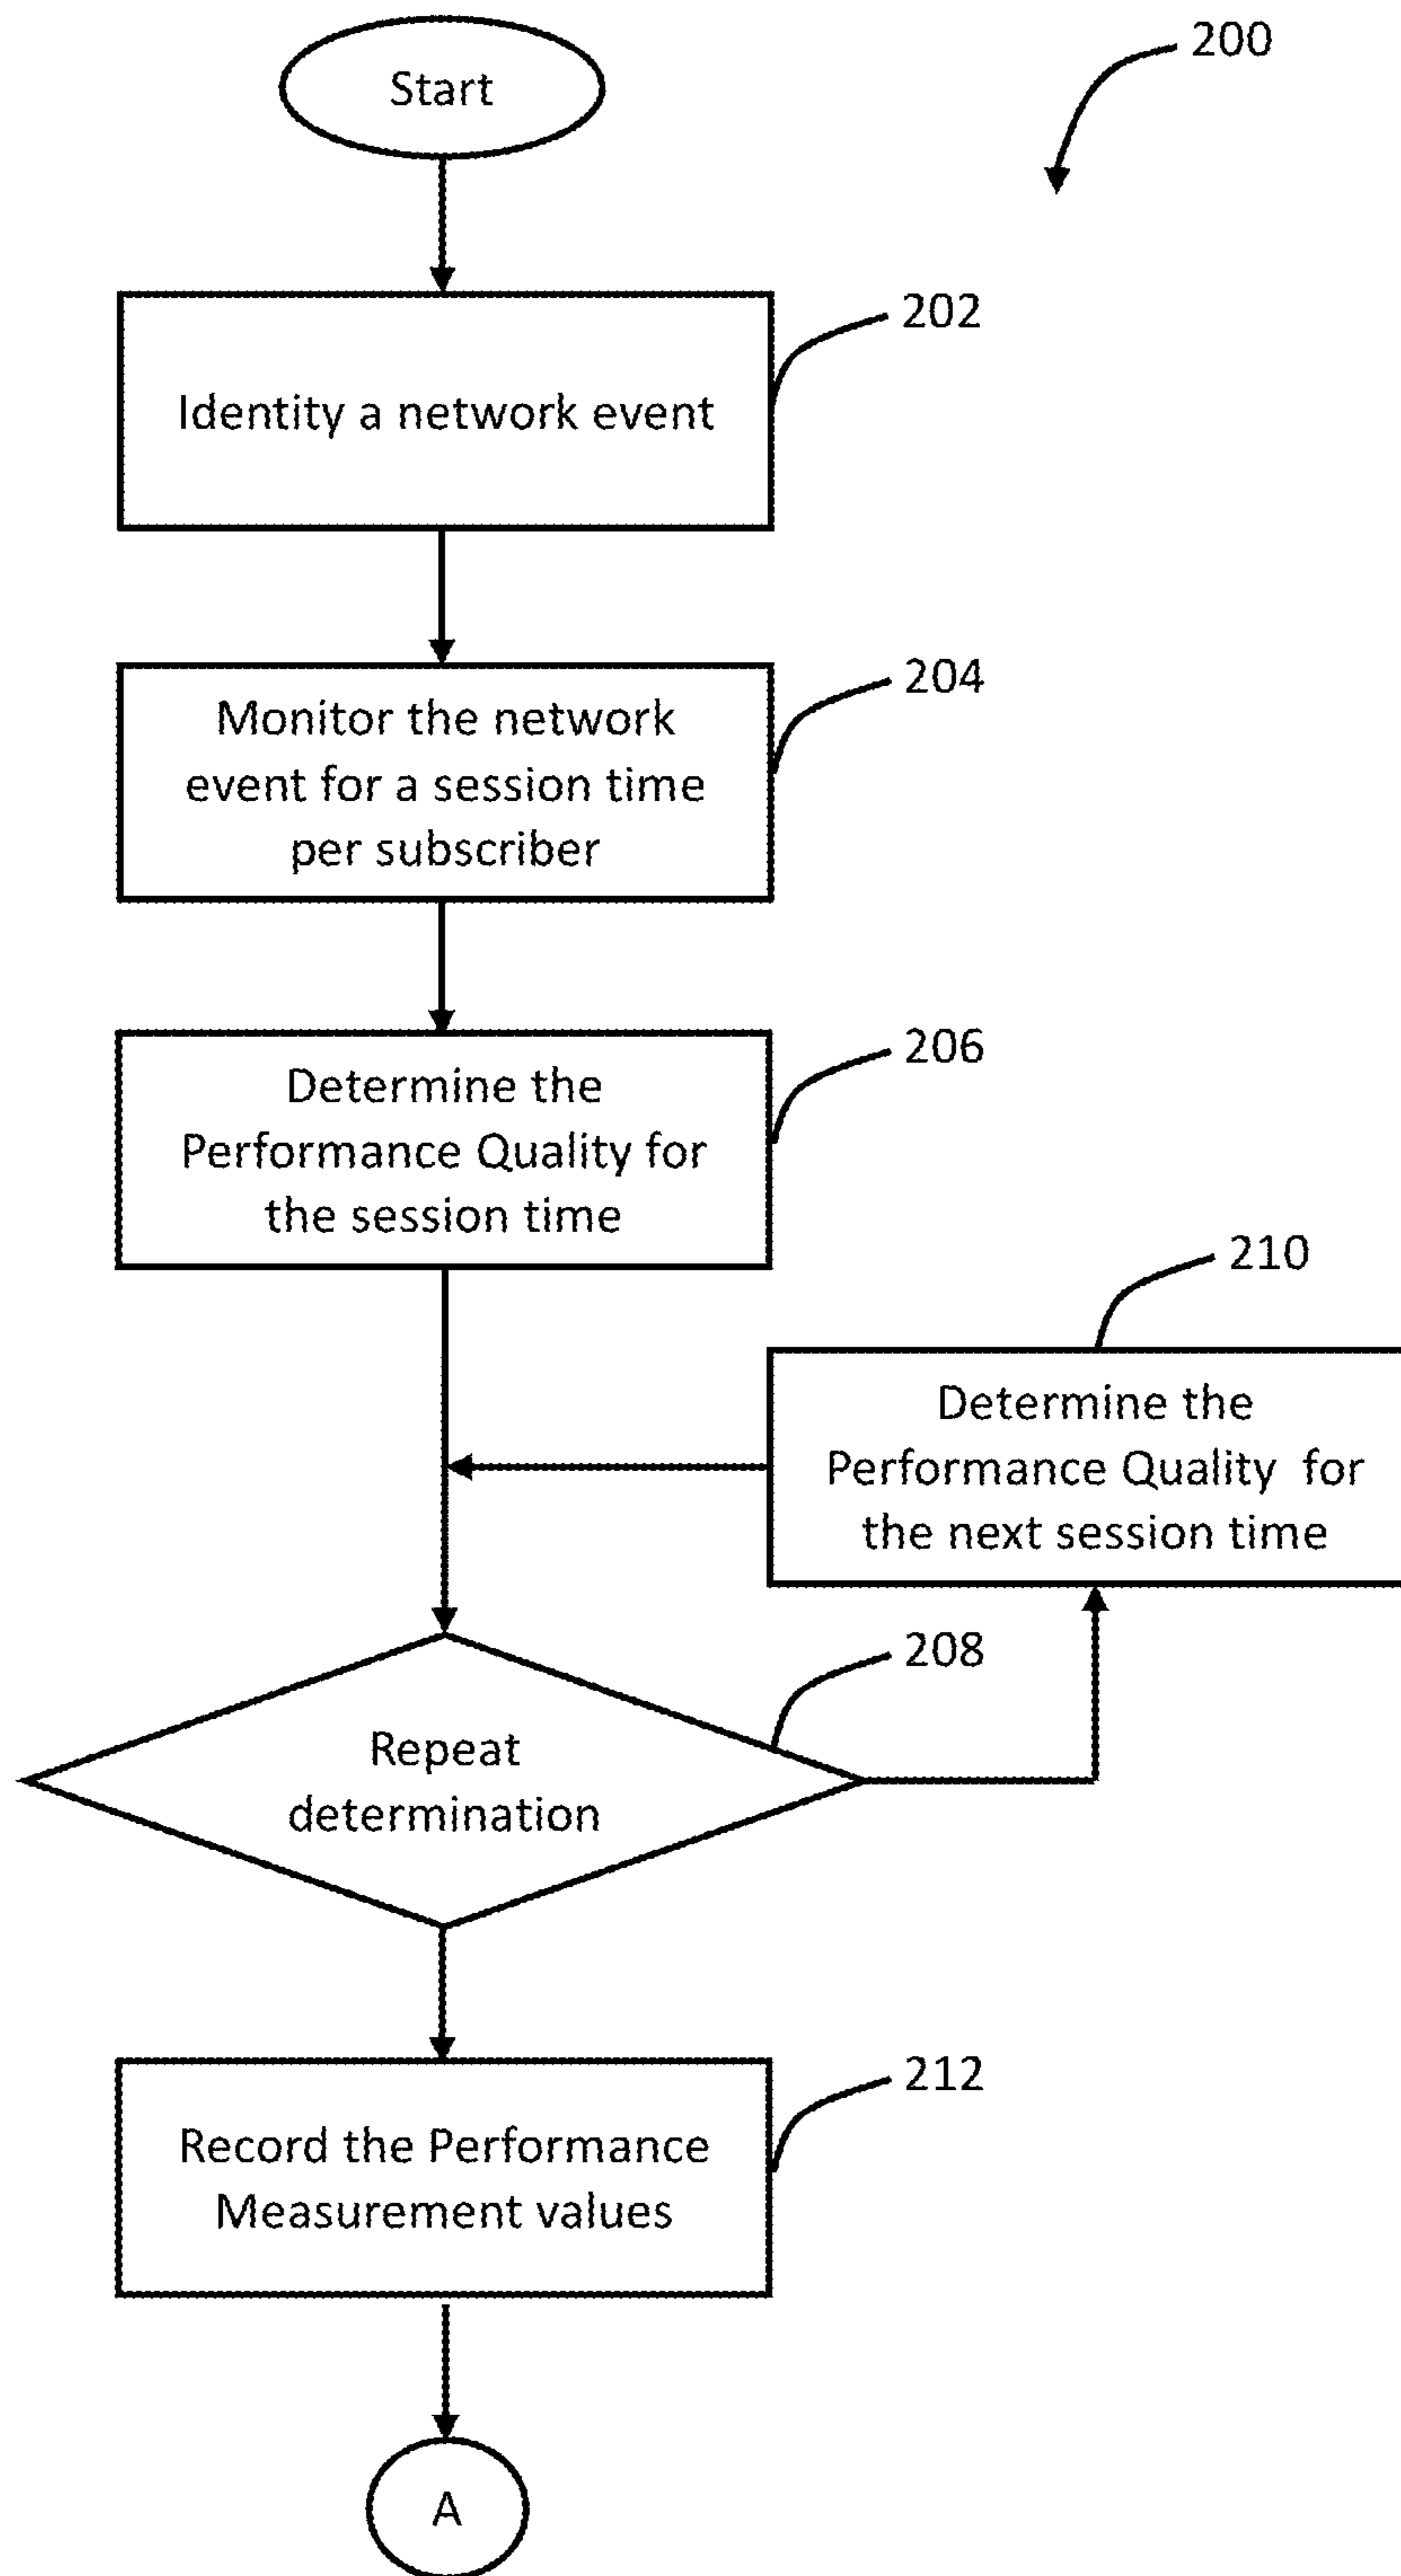 Start
200
202
Identity a network event
204
Monitor the network
event for a session time
per subscriber
206
Determine the
Performance Quality for
the session time
210
Determine the
Performance Quality for
the next session time
208
Repeat
determination
212
Record the Performance
Measurement values
A